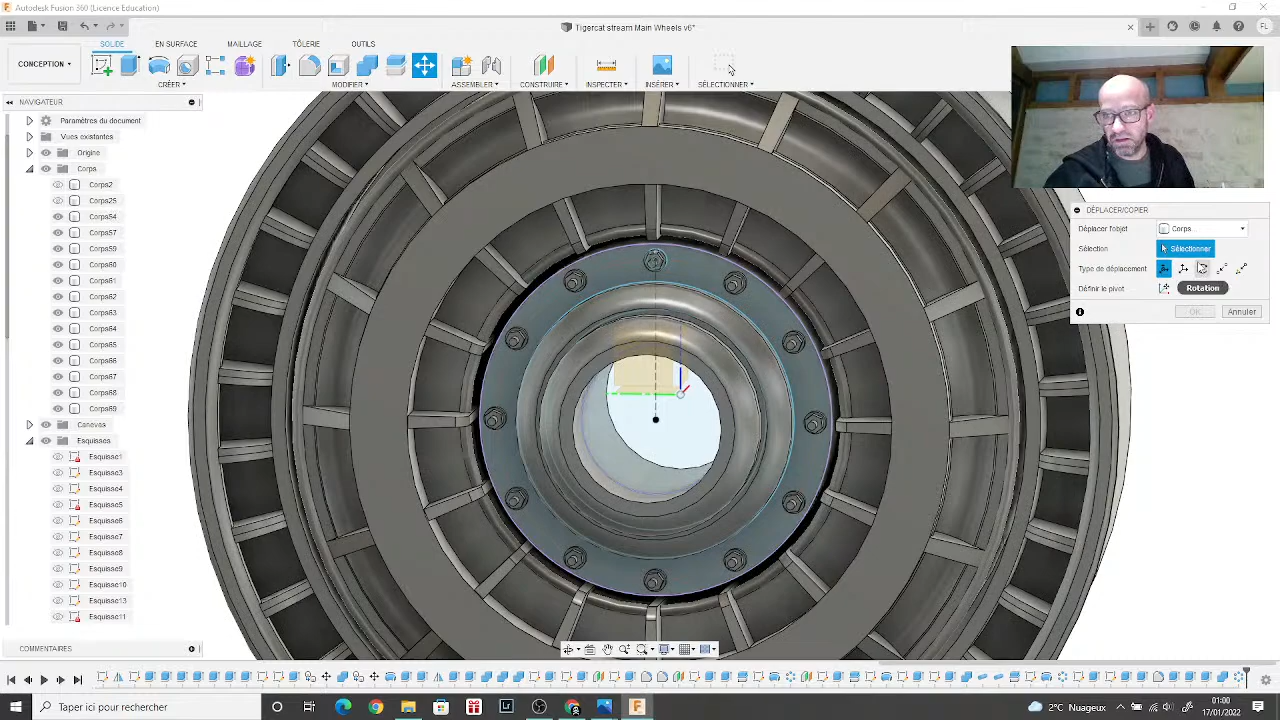 Autodesk Fusion 360 (Licence Education)
Tigercat stream Main Wheels v6*
FL
CONCEPTION
SOLIDE
EN SURFACE
MAILLAGE
TÔLERIE
OUTILS
CRÉER
MODIFIER
ASSEMBLER
CONSTRUIRE
INSPECTER
INSÉRER
SÉLECTIONNER
NAVIGATEUR
Paramètres du document
Vues existantes
Origine
Corps
Corps2
Corps25
Corps54
Corps57
Corps59
Corps60
Corps61
Corps62
Corps63
Corps64
Corps65
Corps66
Corps67
Corps68
Corps69
Canevas
Esquisses
Esquisse1
Esquisse3
Esquisse4
Esquisse5
Esquisse6
Esquisse7
Esquisse8
Esquisse9
Esquisse10
Esquisse13
Esquisse11
COMMENTAIRES
DÉPLACER/COPIER
Déplacer l'objet
Corps
Sélection
Sélectionner
Type de déplacement
Définir le pivot
Rotation
OK
Annuler
Taper ici pour rechercher
2°C Nuageux
01:00
17/01/2022